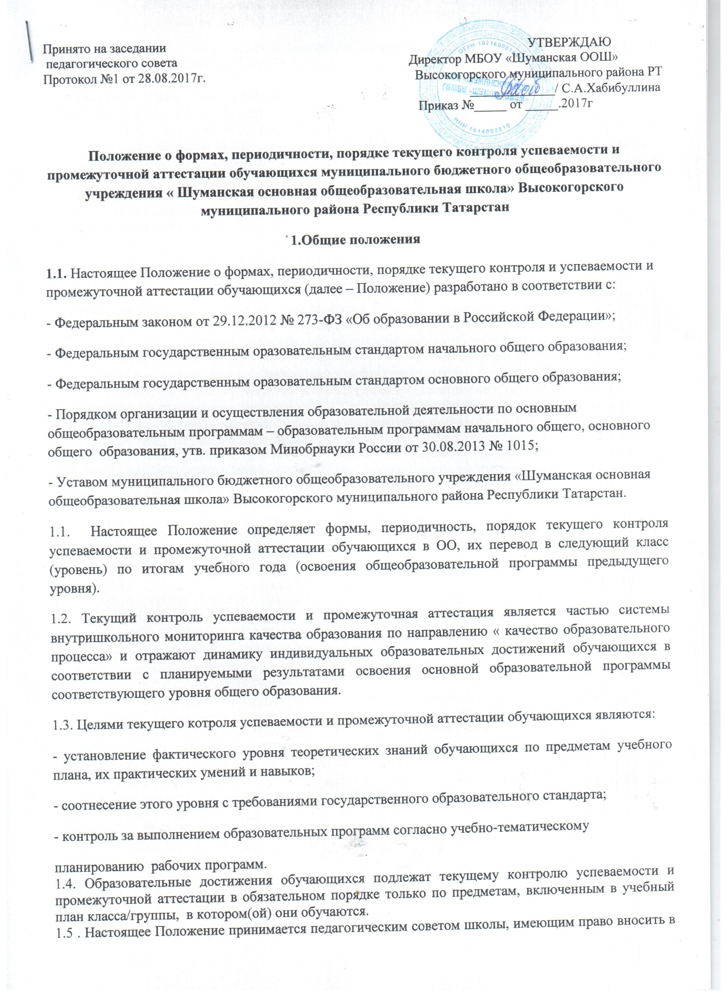 Принято на заседании
педагогического совета
Протокол №1 от 28.08.2017г.
УТВЕРЖДАЮ
Директор МБОУ «Шуманская ООШ»
Высокогорского муниципального района РТ
_____________/ С.А.Хабибуллина
Приказ №_____ от _____.2017г
ИНН 1616008810
Положение о формах, периодичности, порядке текущего контроля успеваемости и
промежуточной аттестации обучающихся муниципального бюджетного общеобразовательного
учреждения « Шуманская основная общеобразовательная школа» Высокогорского
муниципального района Республики Татарстан
1.Общие положения
1.1. Настоящее Положение о формах, периодичности, порядке текущего контроля и успеваемости и
промежуточной аттестации обучающихся (далее – Положение) разработано в соответствии с:
- Федеральным законом от 29.12.2012 № 273-ФЗ «Об образовании в Российской Федерации»;
- Федеральным государственным оразовательным стандартом начального общего образования;
- Федеральным государственным оразовательным стандартом основного общего образования;
- Порядком организации и осуществления образовательной деятельности по основным
общеобразовательным программам – образовательным программам начального общего, основного
общего образования, утв. приказом Минобрнауки России от 30.08.2013 № 1015;
- Уставом муниципального бюджетного общеобразовательного учреждения «Шуманская основная
общеобразовательная школа» Высокогорского муниципального района Республики Татарстан.
1.1. Настоящее Положение определяет формы, периодичность, порядок текущего контроля
успеваемости и промежуточной аттестации обучающихся в ОО, их перевод в следующий класс
(уровень) по итогам учебного года (освоения общеобразовательной программы предыдущего
уровня).
1.2. Текущий контроль успеваемости и промежуточная аттестация является частью системы
внутришкольного мониторинга качества образования по направлению « качество образовательного
процесса» и отражают динамику индивидуальных образовательных достижений обучающихся в
соответствии с планируемыми результатами освоения основной образовательной программы
соответствующего уровня общего образования.
1.3. Целями текущего котроля успеваемости и промежуточной аттестации обучающихся являются:
- установление фактического уровня теоретических знаний обучающихся по предметам учебного
плана, их практических умений и навыков;
- соотнесение этого уровня с требованиями государственного образовательного стандарта;
- контроль за выполнением образовательных программ согласно учебно-тематическому
планированию рабочих программ.
1.4. Образовательные достижения обучающихся подлежат текущему контролю успеваемости и
промежуточной аттестации в обязательном порядке только по предметам, включенным в учебный
план класса/группы, в котором(ой) они обучаются.
1.5 . Настоящее Положение принимается педагогическим советом школы, имеющим право вносить в